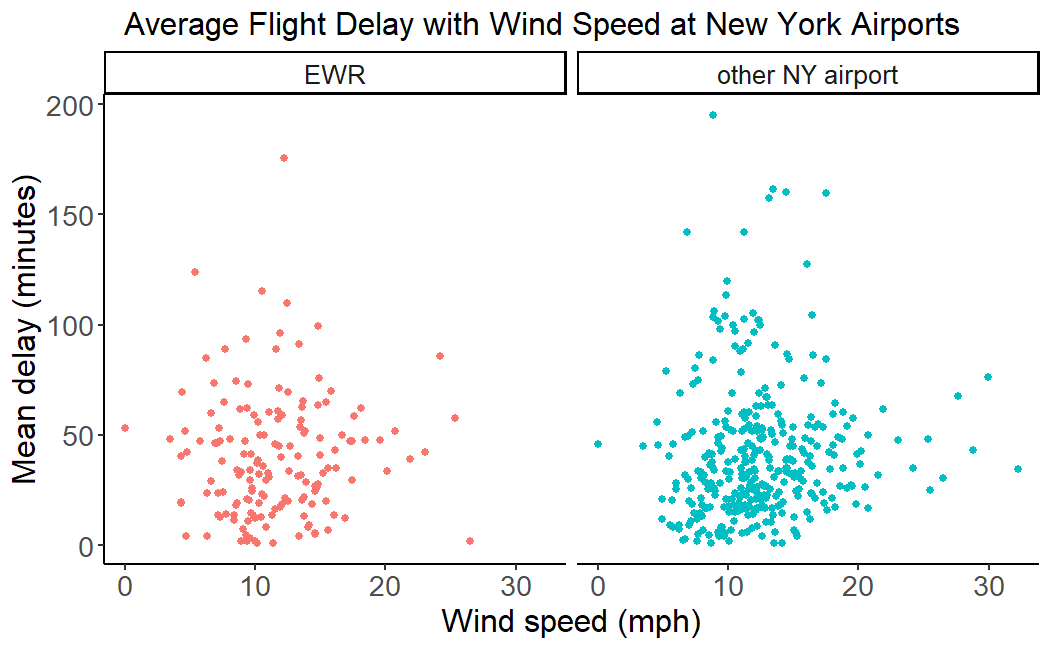 Average Flight Delay with Wind Speed at New York Airports
EWR
other NY airport
Mean delay (minutes)
200
150
100
50
0
0 10 20 30
0 10 20 30
Wind speed (mph)